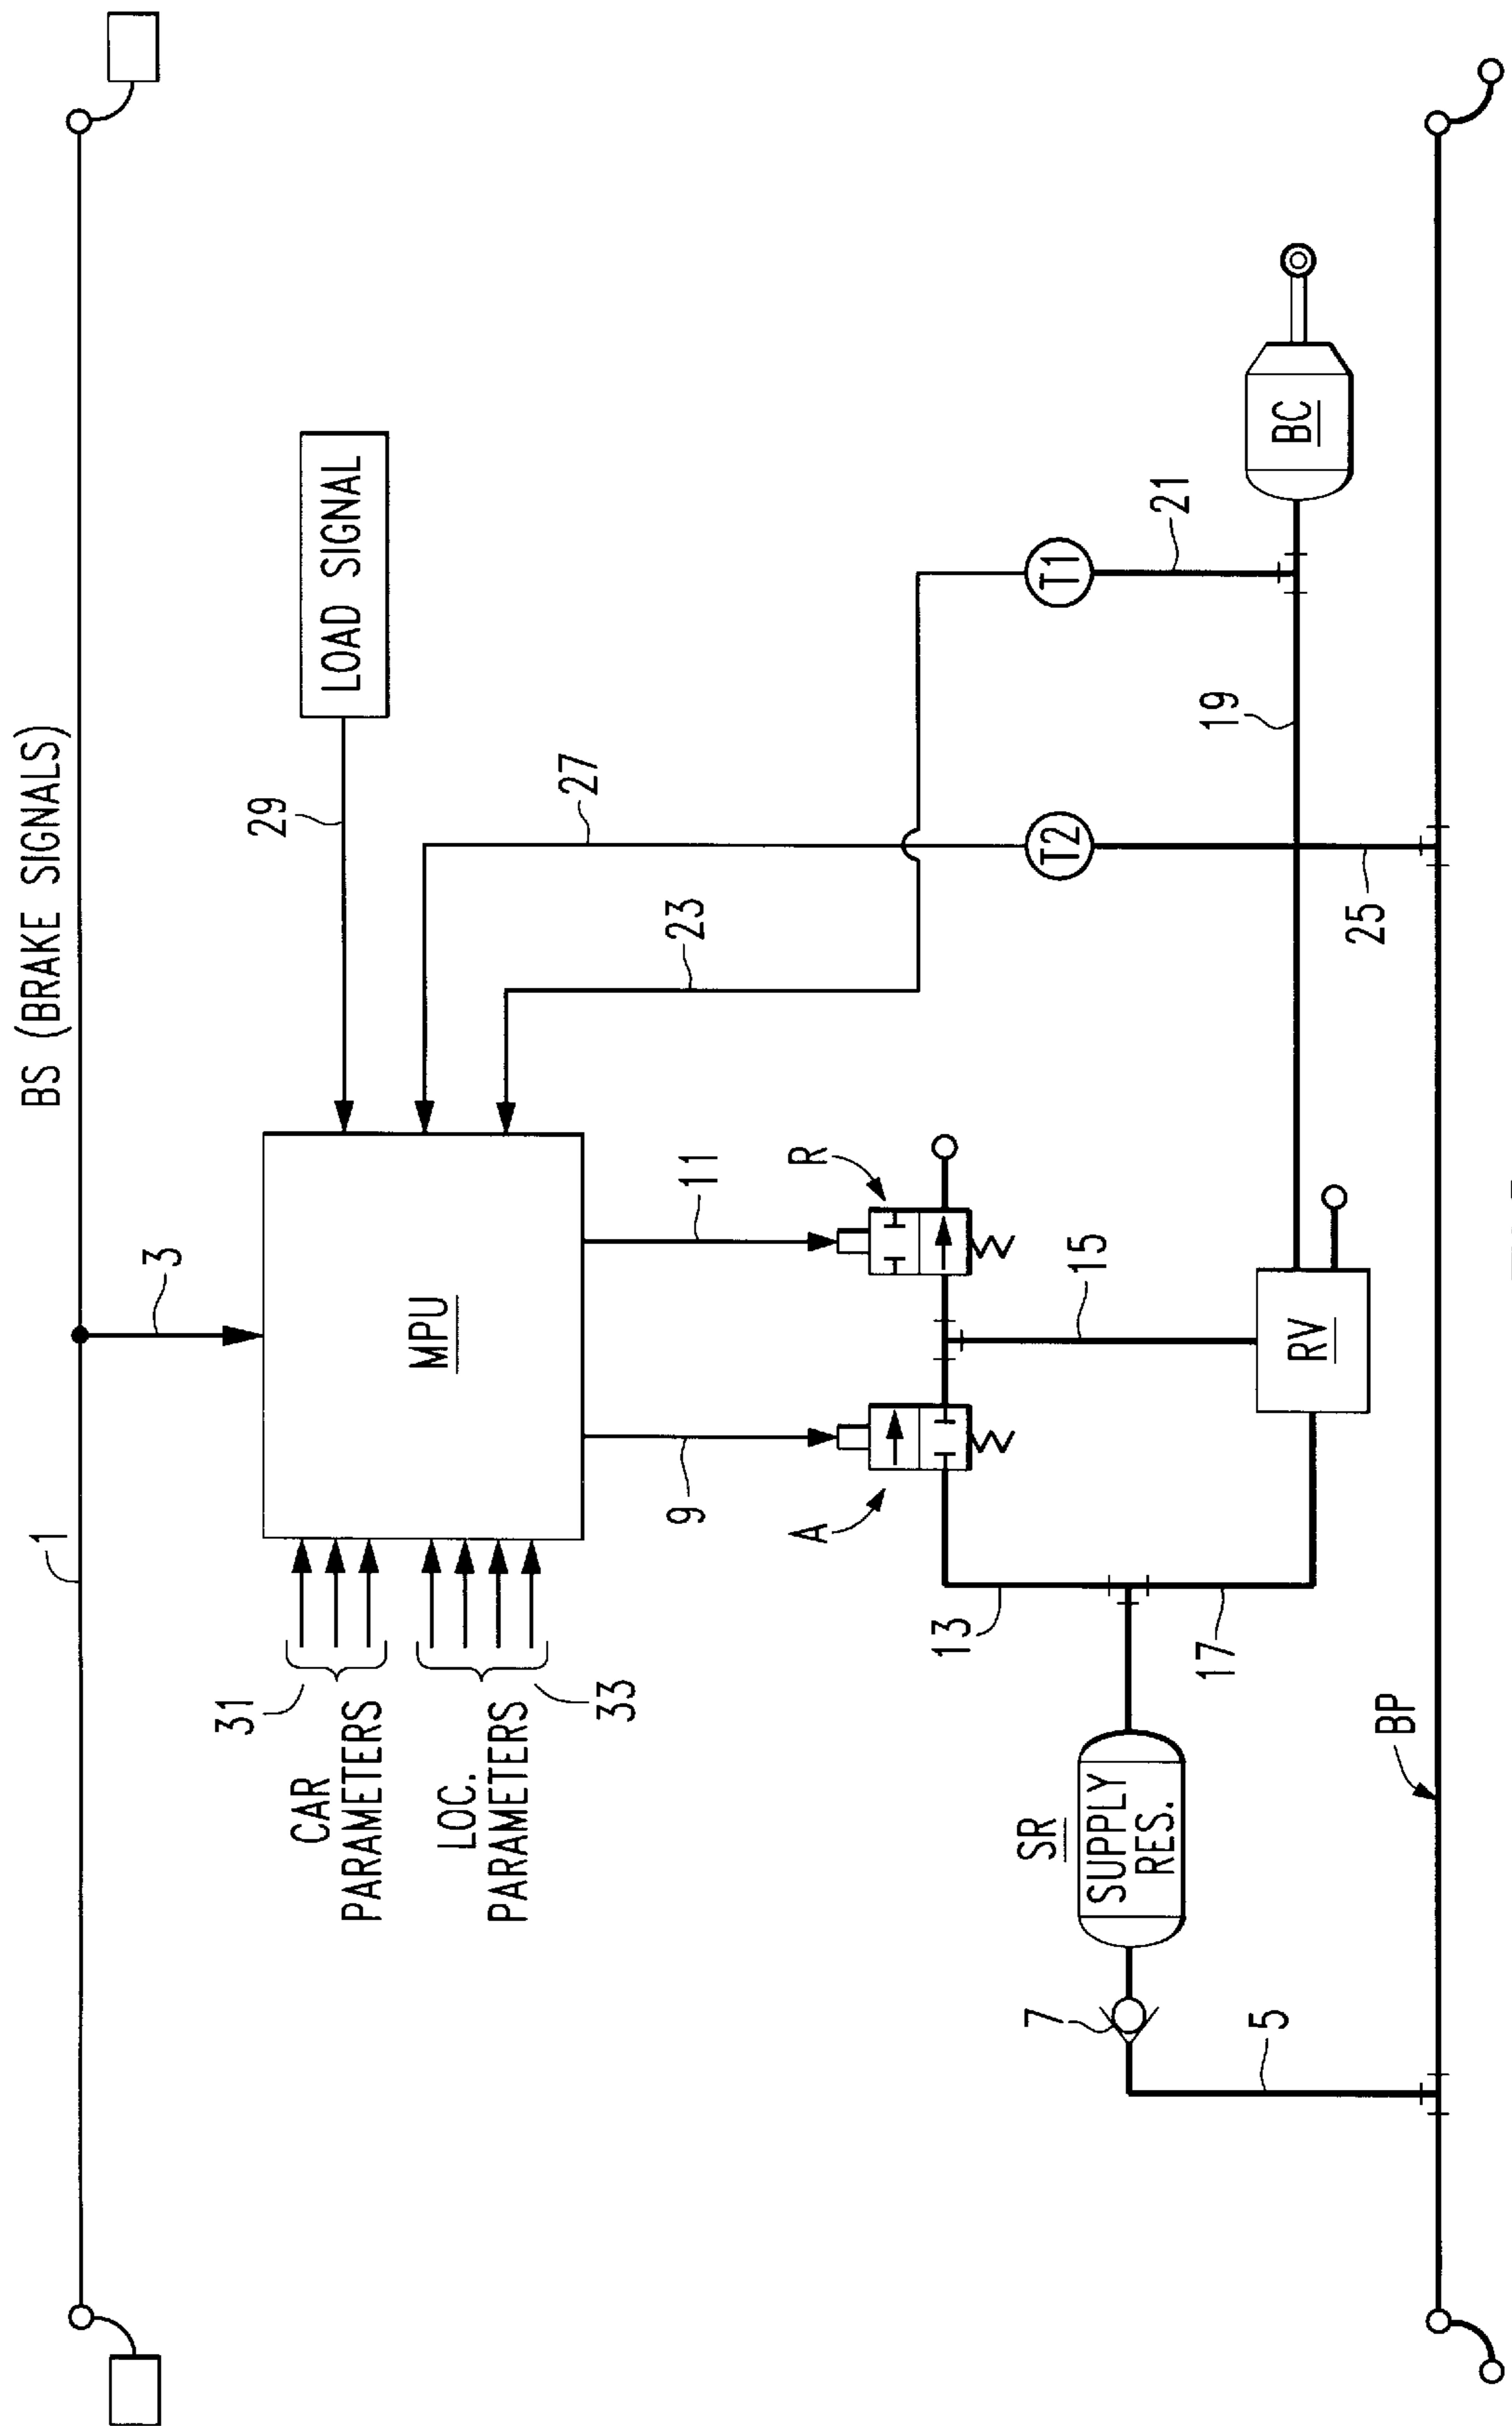 BS (BRAKE SIGNALS)
1
3
29
LOAD SIGNAL
31
CAR
PARAMETERS
LOC.
PARAMETERS
33
MPU
27
23
9
11
A
R
13
15
17
SR
SUPPLY
RES.
7
5
RV
19
T2
T1
21
25
BC
BP